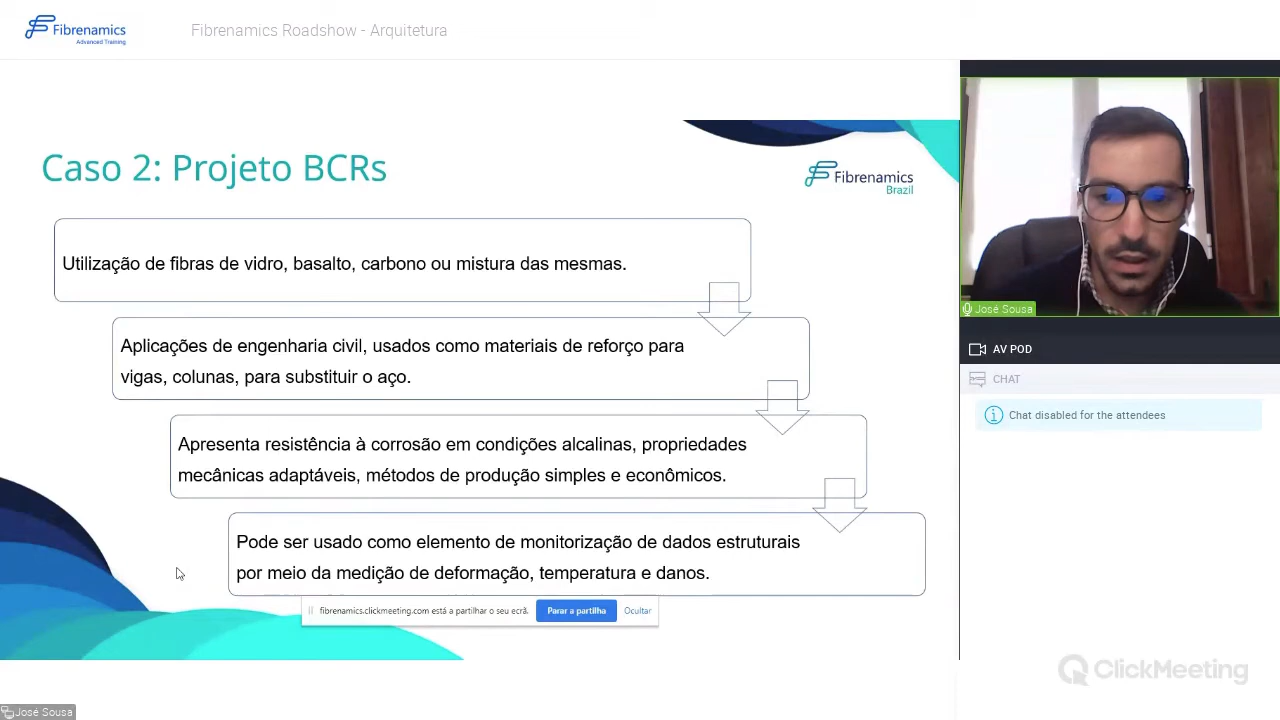 Fibrenamics
Advanced Training
Fibrenamics Roadshow - Arquitetura
Caso 2: Projeto BCRs
Fibrenamics
Brazil
Utilização de fibras de vidro, basalto, carbono ou mistura das mesmas.
Aplicações de engenharia civil, usados como materiais de reforço para
vigas, colunas, para substituir o aço.
Apresenta resistência à corrosão em condições alcalinas, propriedades
mecânicas adaptáveis, métodos de produção simples e econômicos.
Pode ser usado como elemento de monitorização de dados estruturais
por meio da medição de deformação, temperatura e danos.
fibrenamics.clickmeeting.com está a partilhar o seu ecrã.
Parar a partilha
Ocultar
José Sousa
AV POD
CHAT
Chat disabled for the attendees
ClickMeeting
José Sousa